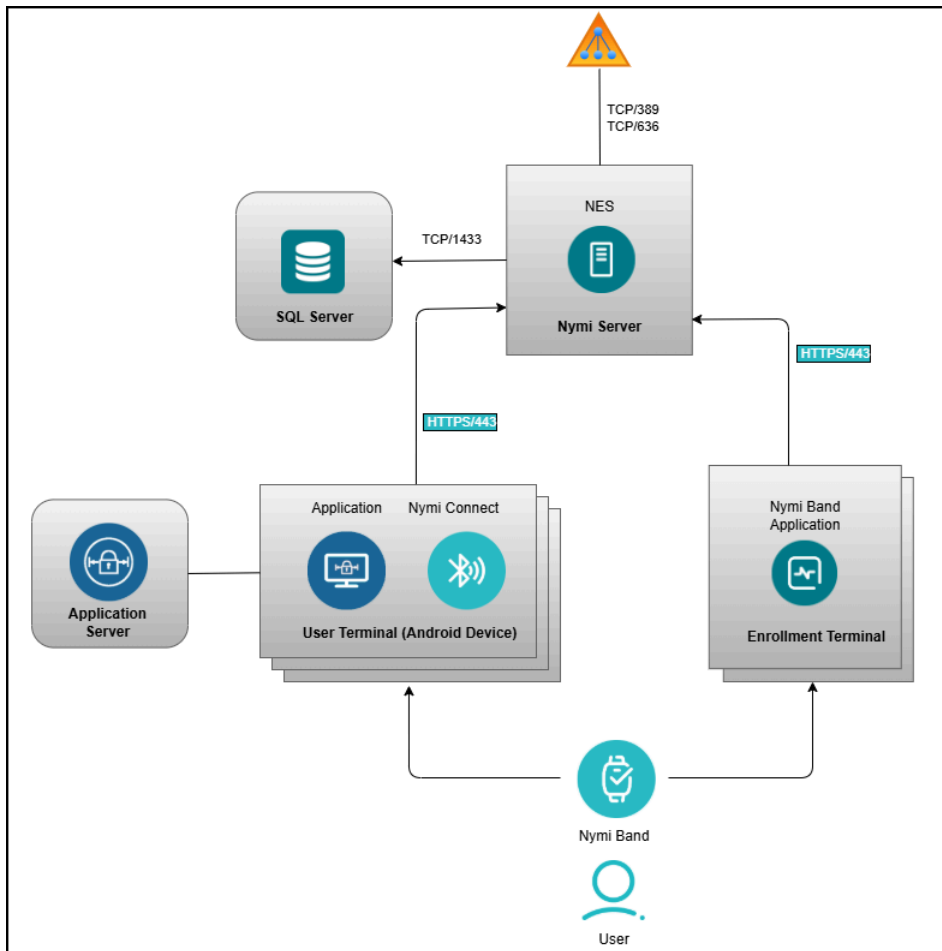 TCP/389
TCP/636
NES
Nymi Server
TCP/1433
SQL Server
HTTPS/443
HTTPS/443
Application
Nymi Connect
User Terminal (Android Device)
Application
Server
Nymi Band
Application
Enrollment Terminal
Nymi Band
User